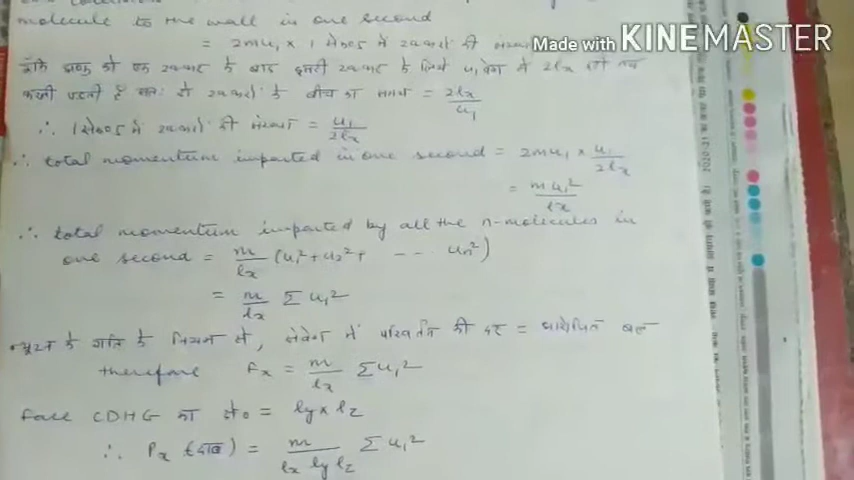 molecule to the wall in one second
= 2mu₁ × 1 सेकण्ड में टक्करों की संख्या
Made with KINEMASTER
एक टक्कर के बाद दूसरी टक्कर के लिये u₁ वेग से 2lx दूरी तय
करनी पड़ती है अतः दो टक्करों के बीच का समय = 2lx/u₁
∴ 1 सेकण्ड में टक्करों की संख्या = u₁/2lx
∴ total momentum imparted in one second = 2mu₁ × u₁/2lx
= mu₁²/lx
∴ total momentum imparted by all the n-molecules in
one second = m/lx (u₁² + u₂² + -- -- un²)
= m/lx Σ u₁²
न्यूटन के गति के नियम से, संवेग में परिवर्तन की दर = आरोपित बल
therefore Fx = m/lx Σu₁²
Face CDHG का क्षे० = ly × lz
∴ Px (दाब) = m/lx ly lz Σ u₁²